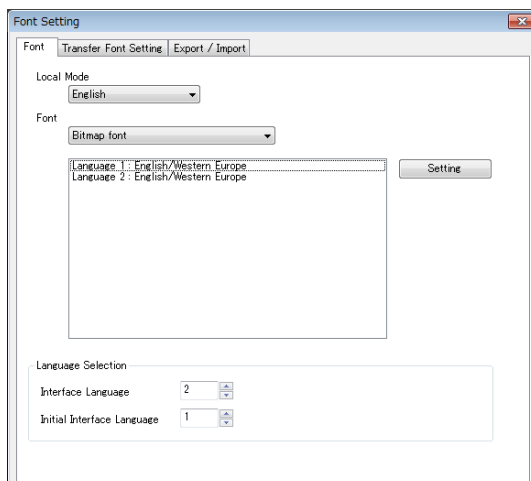 Font Setting
Font Transfer Font Setting Export / Import
Local Mode
English
Font
Bitmap font
Language 1 : English/Western Europe
Language 2 : English/Western Europe
Setting
Language Selection
Interface Language 2
Initial Interface Language 1